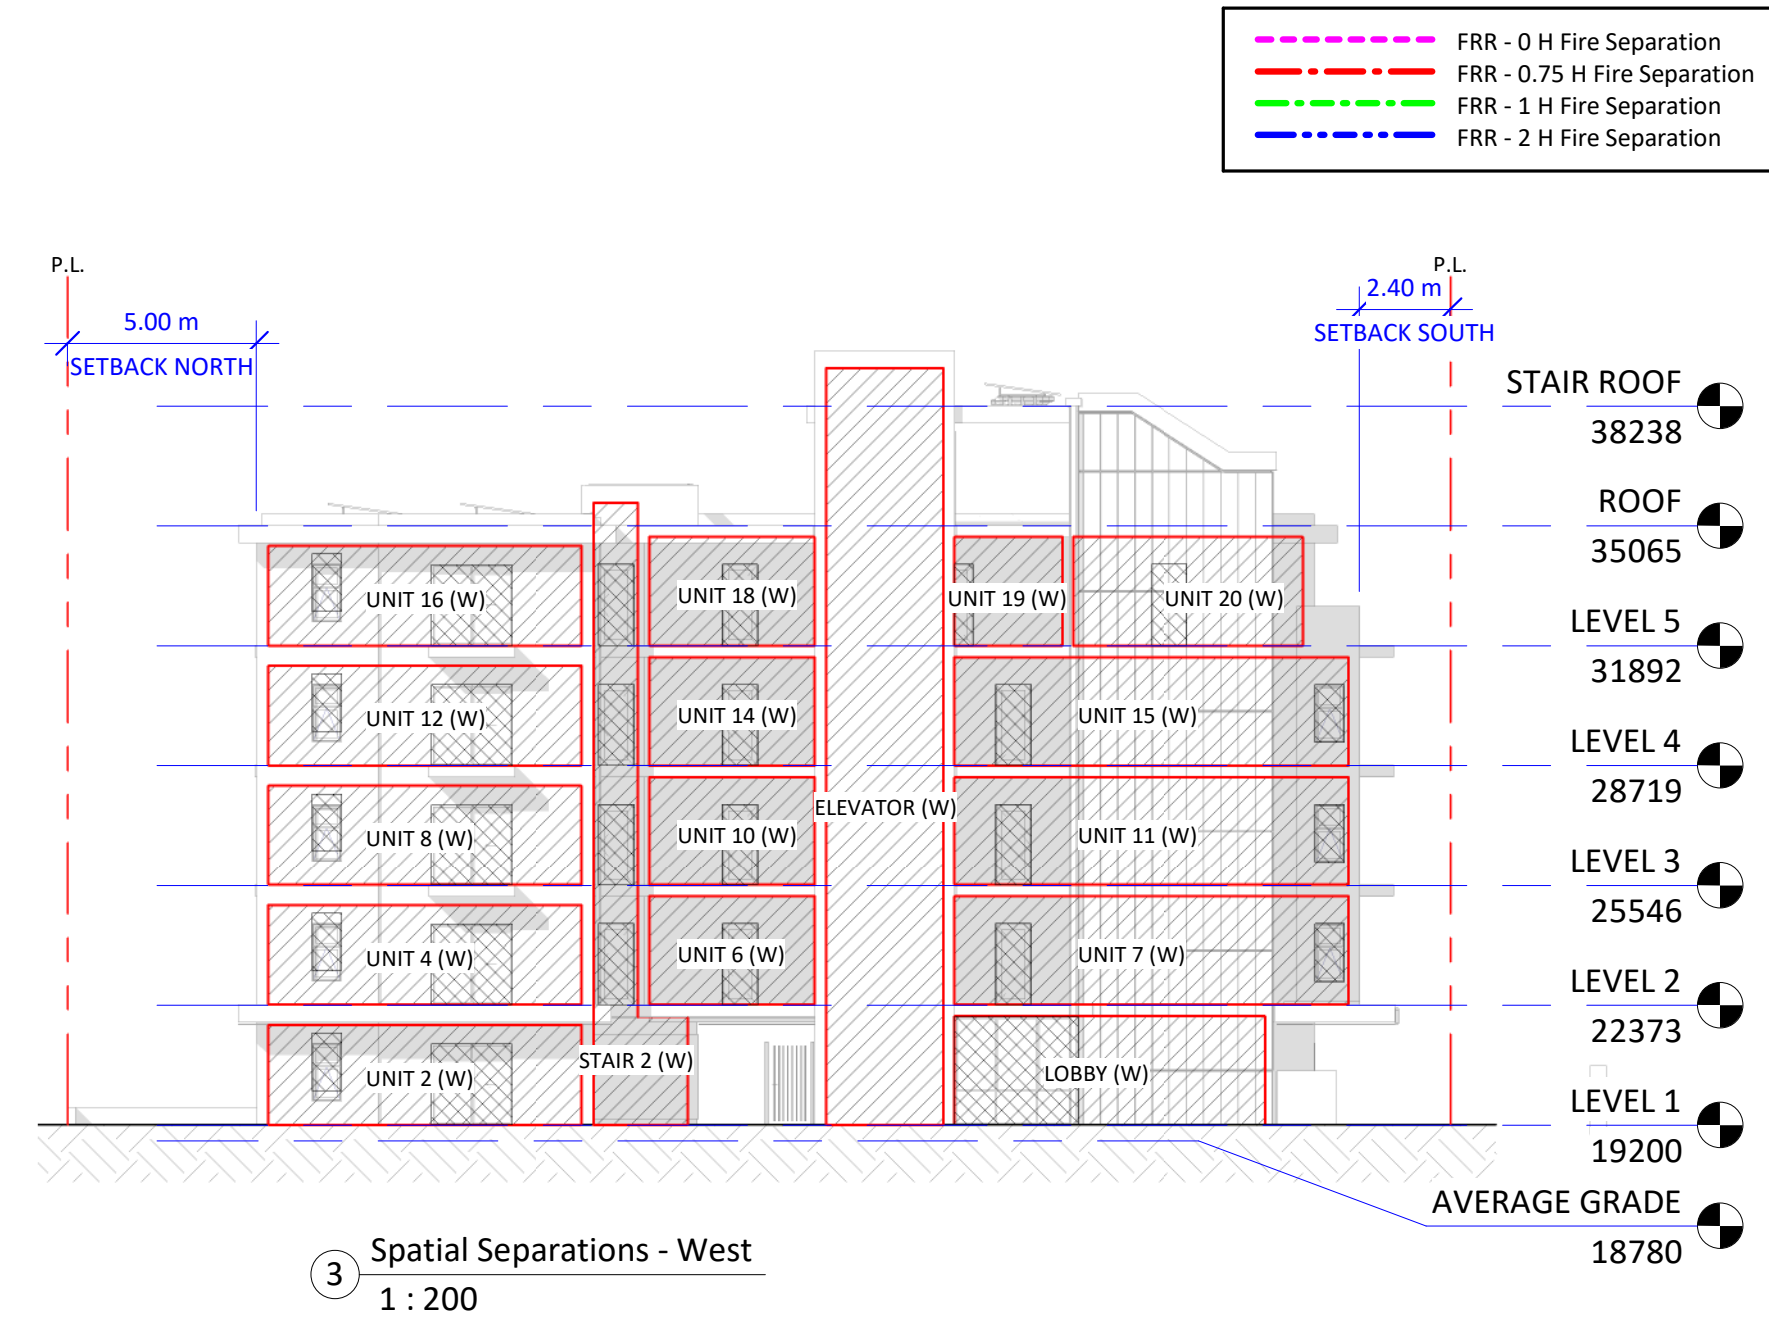 FRR - 0 H Fire Separation
FRR - 0.75 H Fire Separation
FRR - 1 H Fire Separation
FRR - 2 H Fire Separation
P.L.
P.L.
5.00 m
SETBACK NORTH
2.40 m
SETBACK SOUTH
STAIR ROOF
38238
ROOF
35065
LEVEL 5
31892
LEVEL 4
28719
LEVEL 3
25546
LEVEL 2
22373
LEVEL 1
19200
AVERAGE GRADE
18780
UNIT 16 (W)
UNIT 18 (W)
UNIT 19 (W)
UNIT 20 (W)
UNIT 12 (W)
UNIT 14 (W)
UNIT 15 (W)
ELEVATOR (W)
UNIT 8 (W)
UNIT 10 (W)
UNIT 11 (W)
UNIT 4 (W)
UNIT 6 (W)
UNIT 7 (W)
UNIT 2 (W)
STAIR 2 (W)
LOBBY (W)
3
Spatial Separations - West
1 : 200